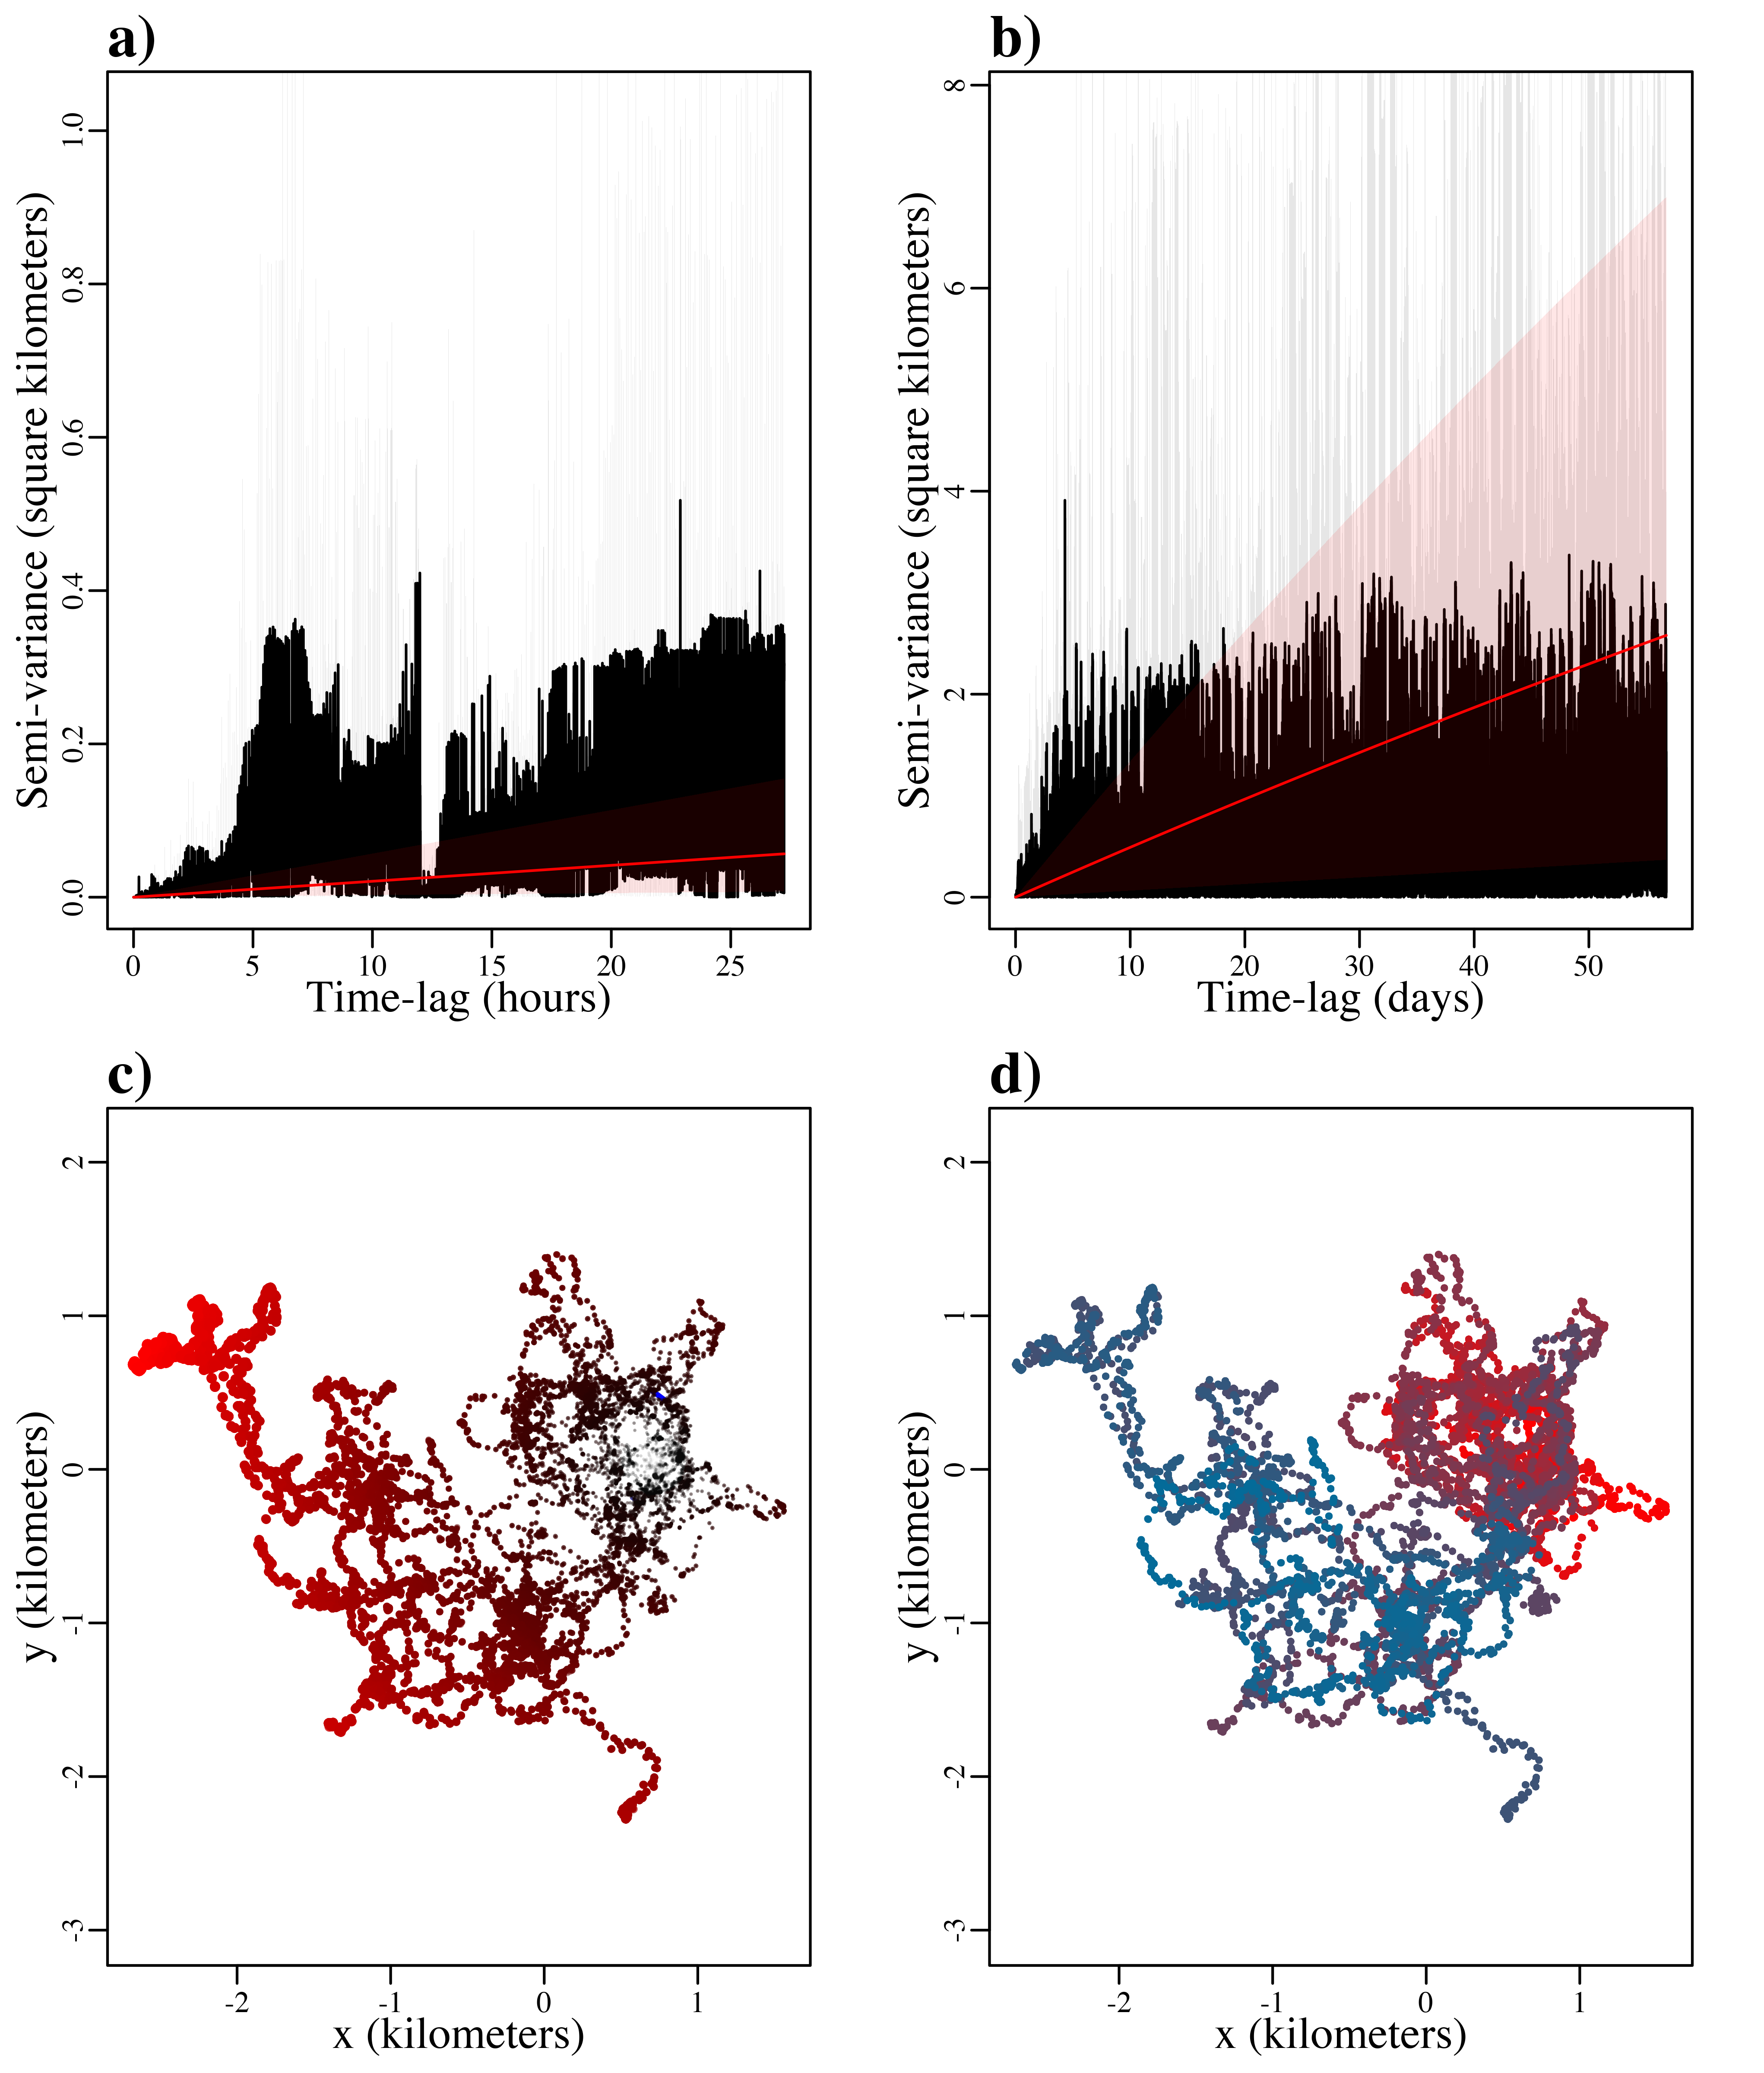 a)
Semi-variance (square kilometers)
0.0 0.2 0.4 0.6 0.8 1.0
0 5 10 15 20 25
Time-lag (hours)
b)
Semi-variance (square kilometers)
0 2 4 6 8
0 10 20 30 40 50
Time-lag (days)
c)
y (kilometers)
-3 -2 -1 0 1 2
-2 -1 0 1
x (kilometers)
d)
y (kilometers)
-3 -2 -1 0 1 2
-2 -1 0 1
x (kilometers)